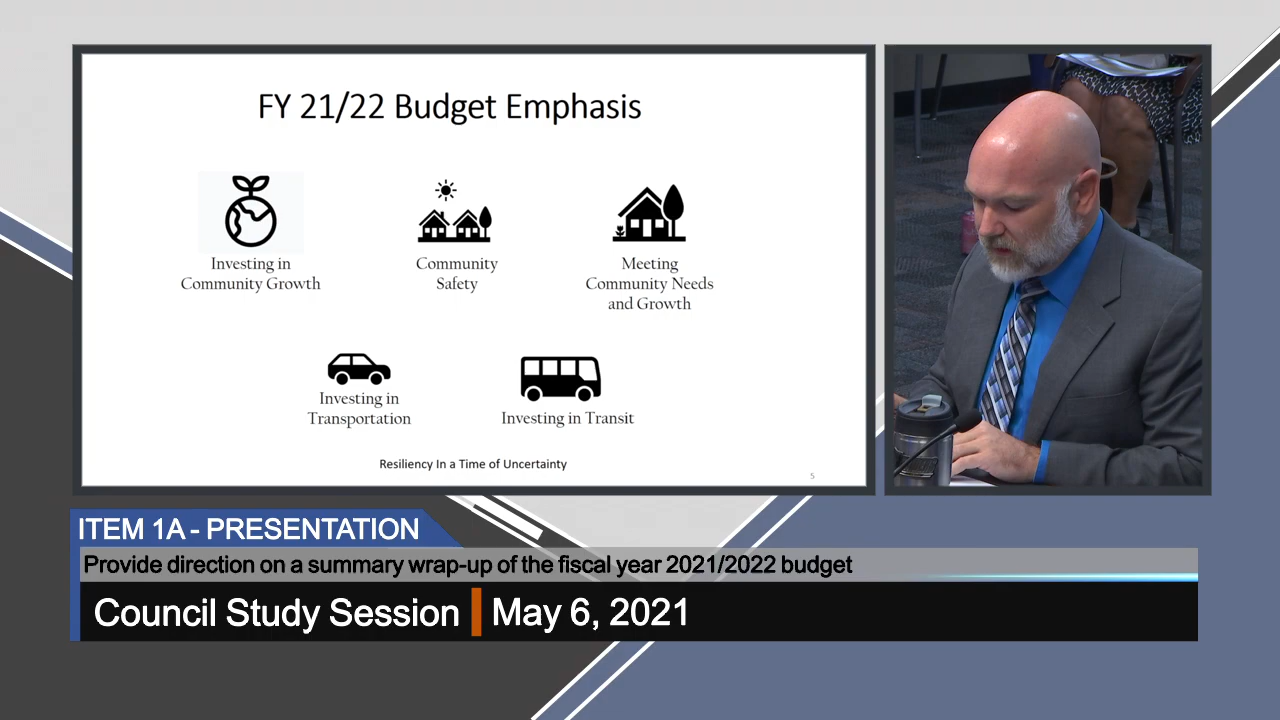 FY 21/22 Budget Emphasis
Investing in
Community Growth
Community
Safety
Meeting
Community Needs
and Growth
Investing in
Transportation
Investing in Transit
Resiliency In a Time of Uncertainty
5
ITEM 1A - PRESENTATION
Provide direction on a summary wrap-up of the fiscal year 2021/2022 budget
Council Study Session
May 6, 2021